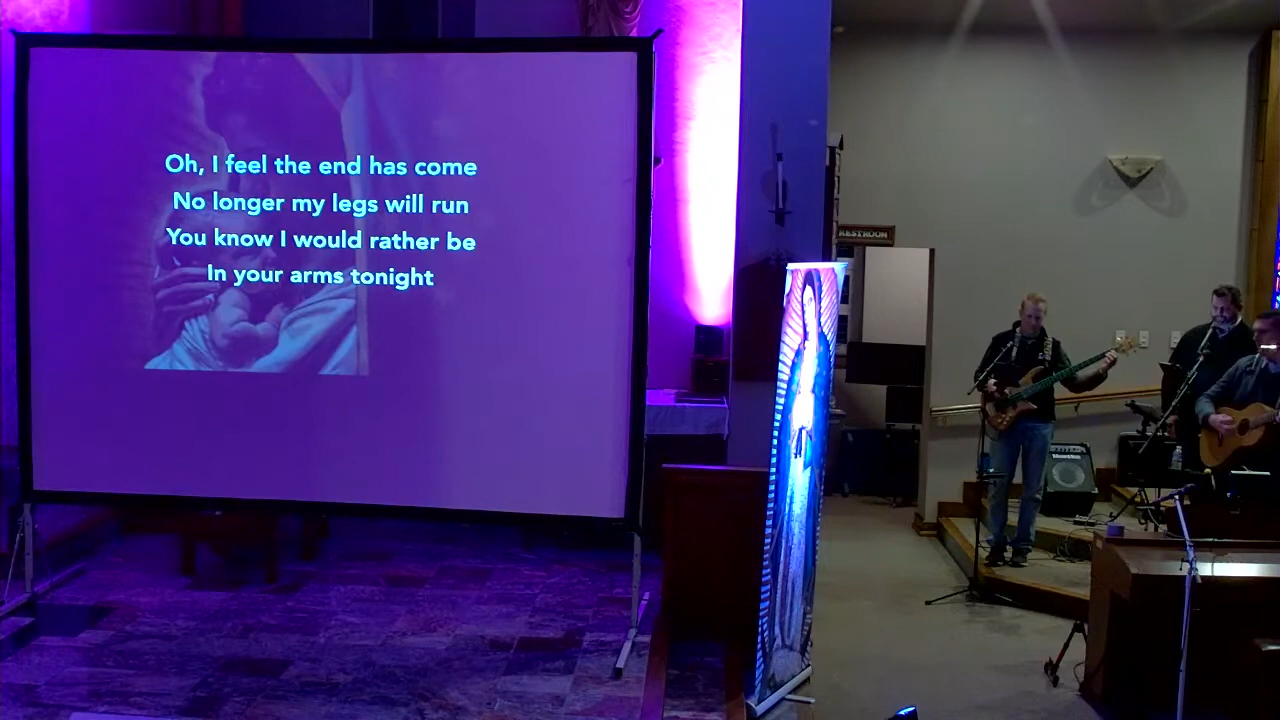 Oh, I feel the end has come
No longer my legs will run
You know I would rather be
In your arms tonight
RESTROOM